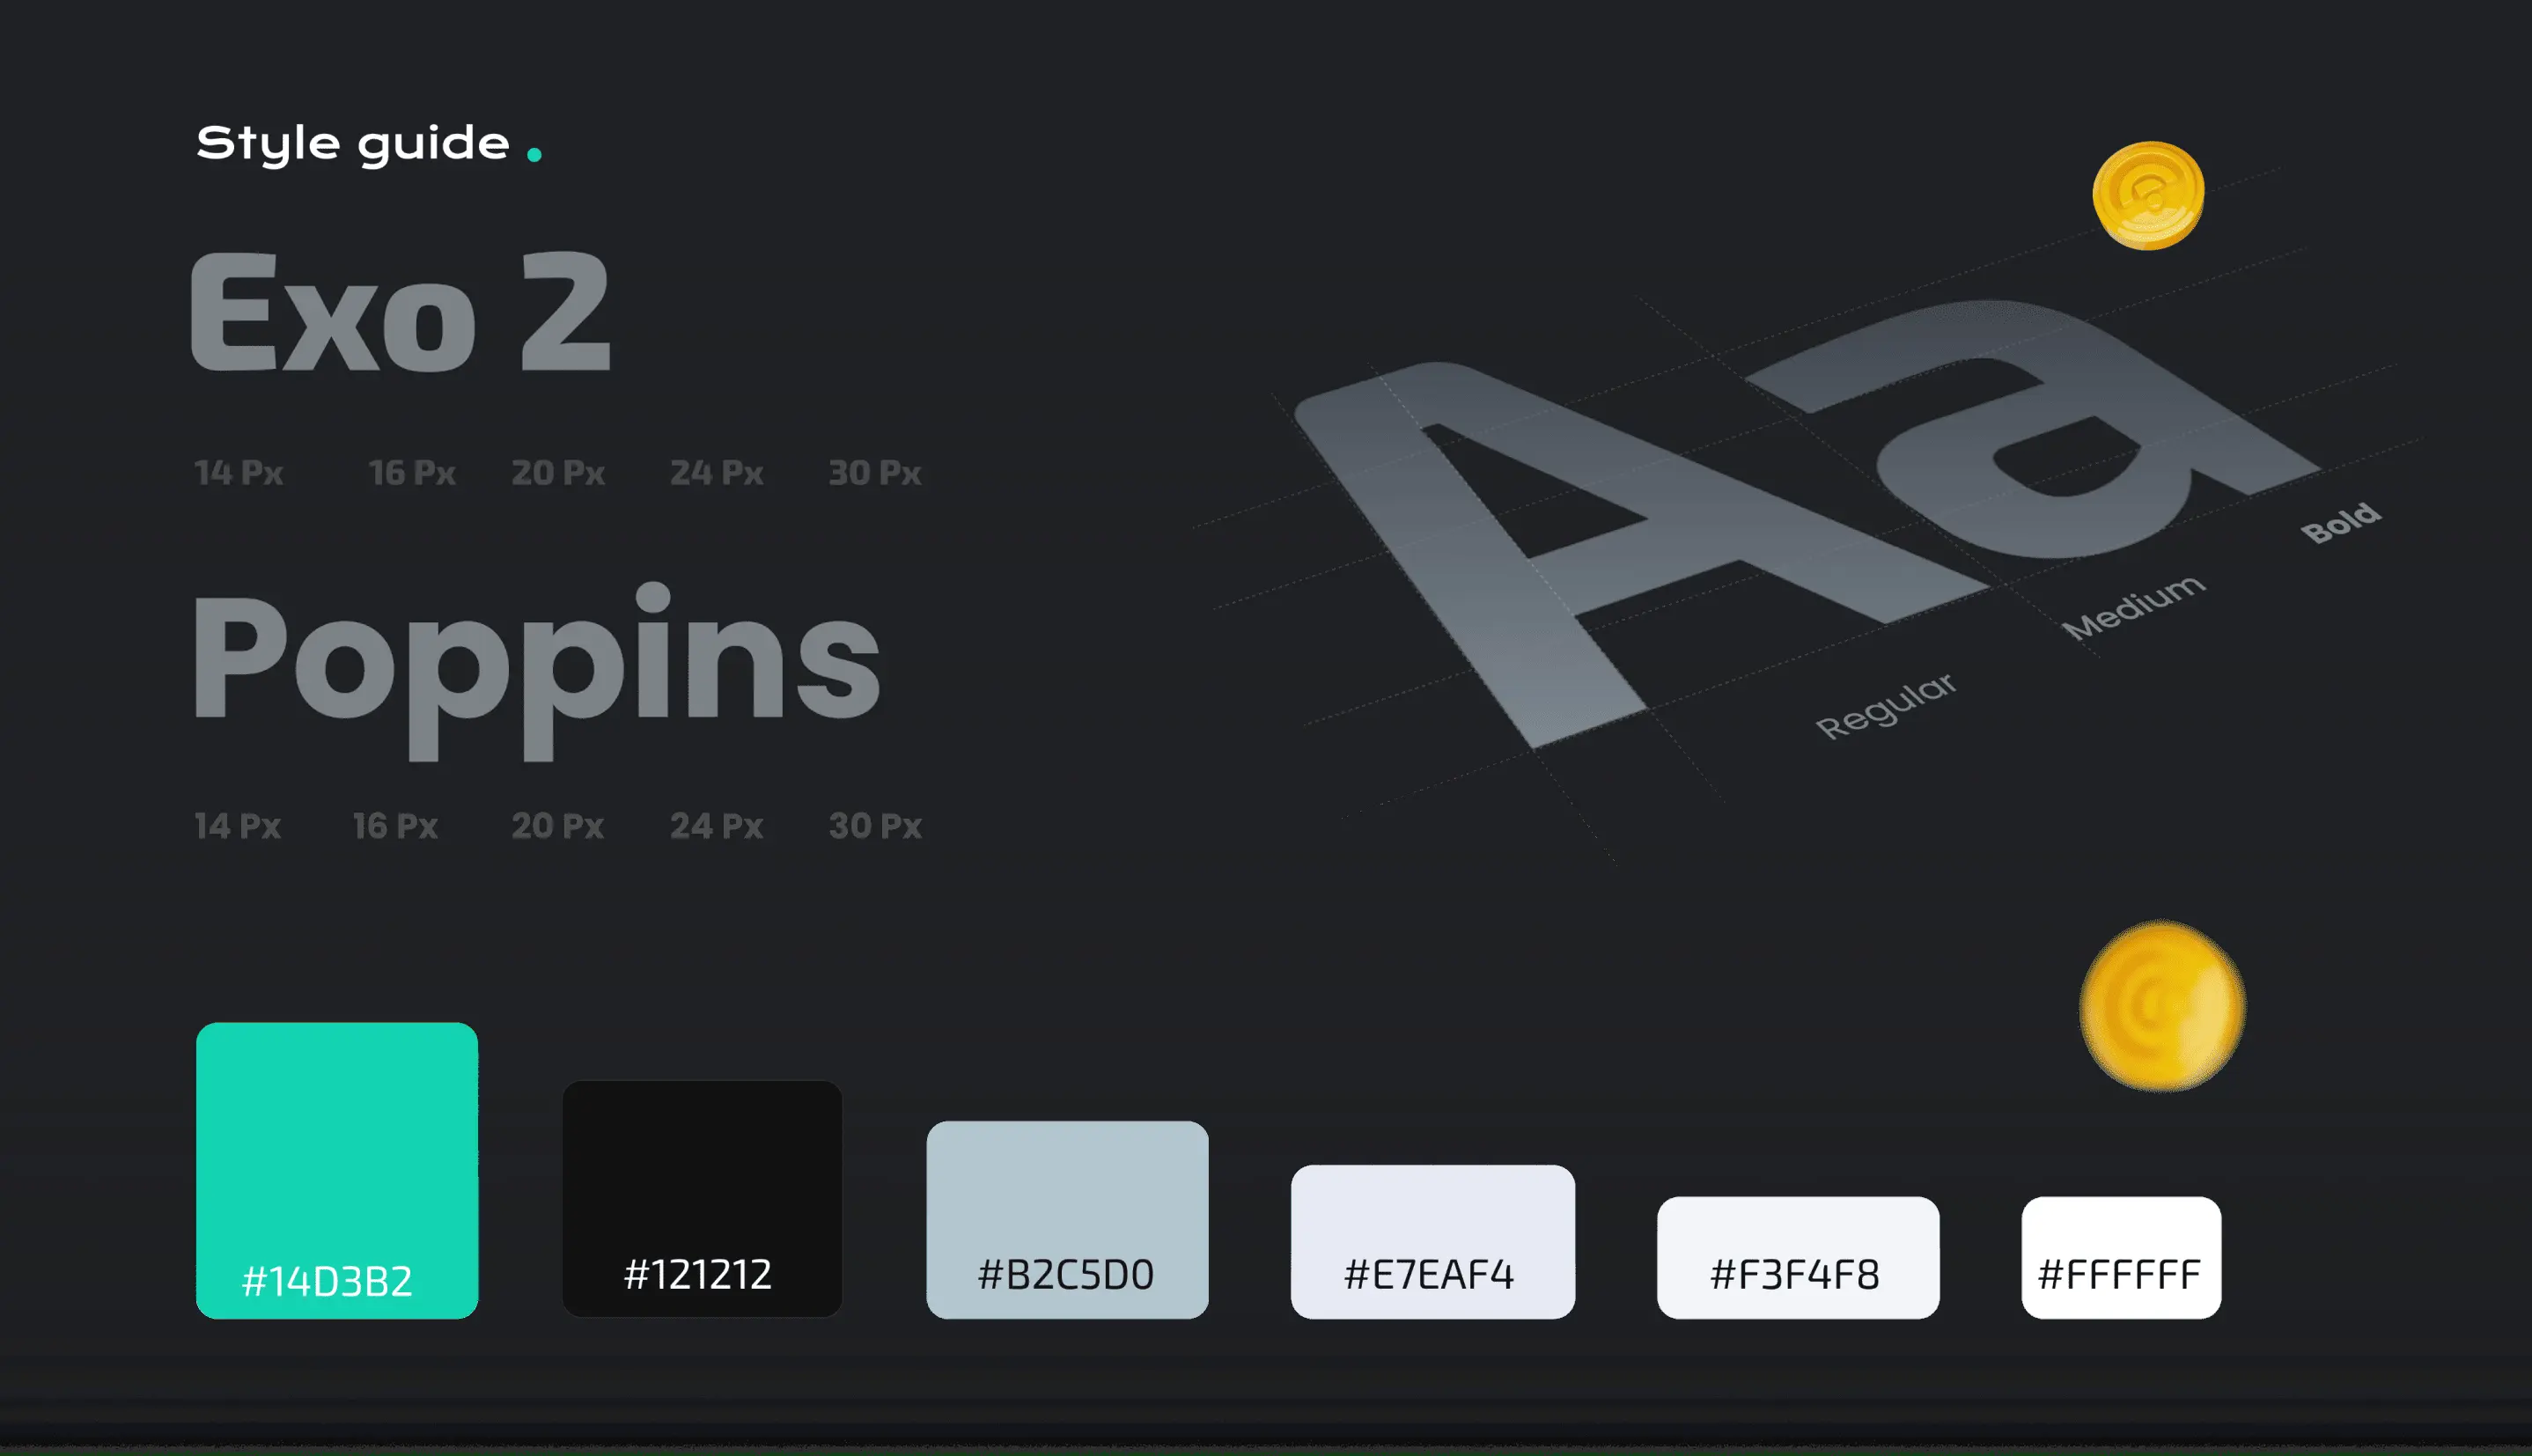 Style guide .
Exo 2
14 Px 16 Px 20 Px 24 Px 30 Px
Poppins
14 Px 16 Px 20 Px 24 Px 30 Px
Aa
Regular Medium Bold
#14D3B2 #121212 #B2C5D0 #E7EAF4 #F3F4F8 #FFFFFF